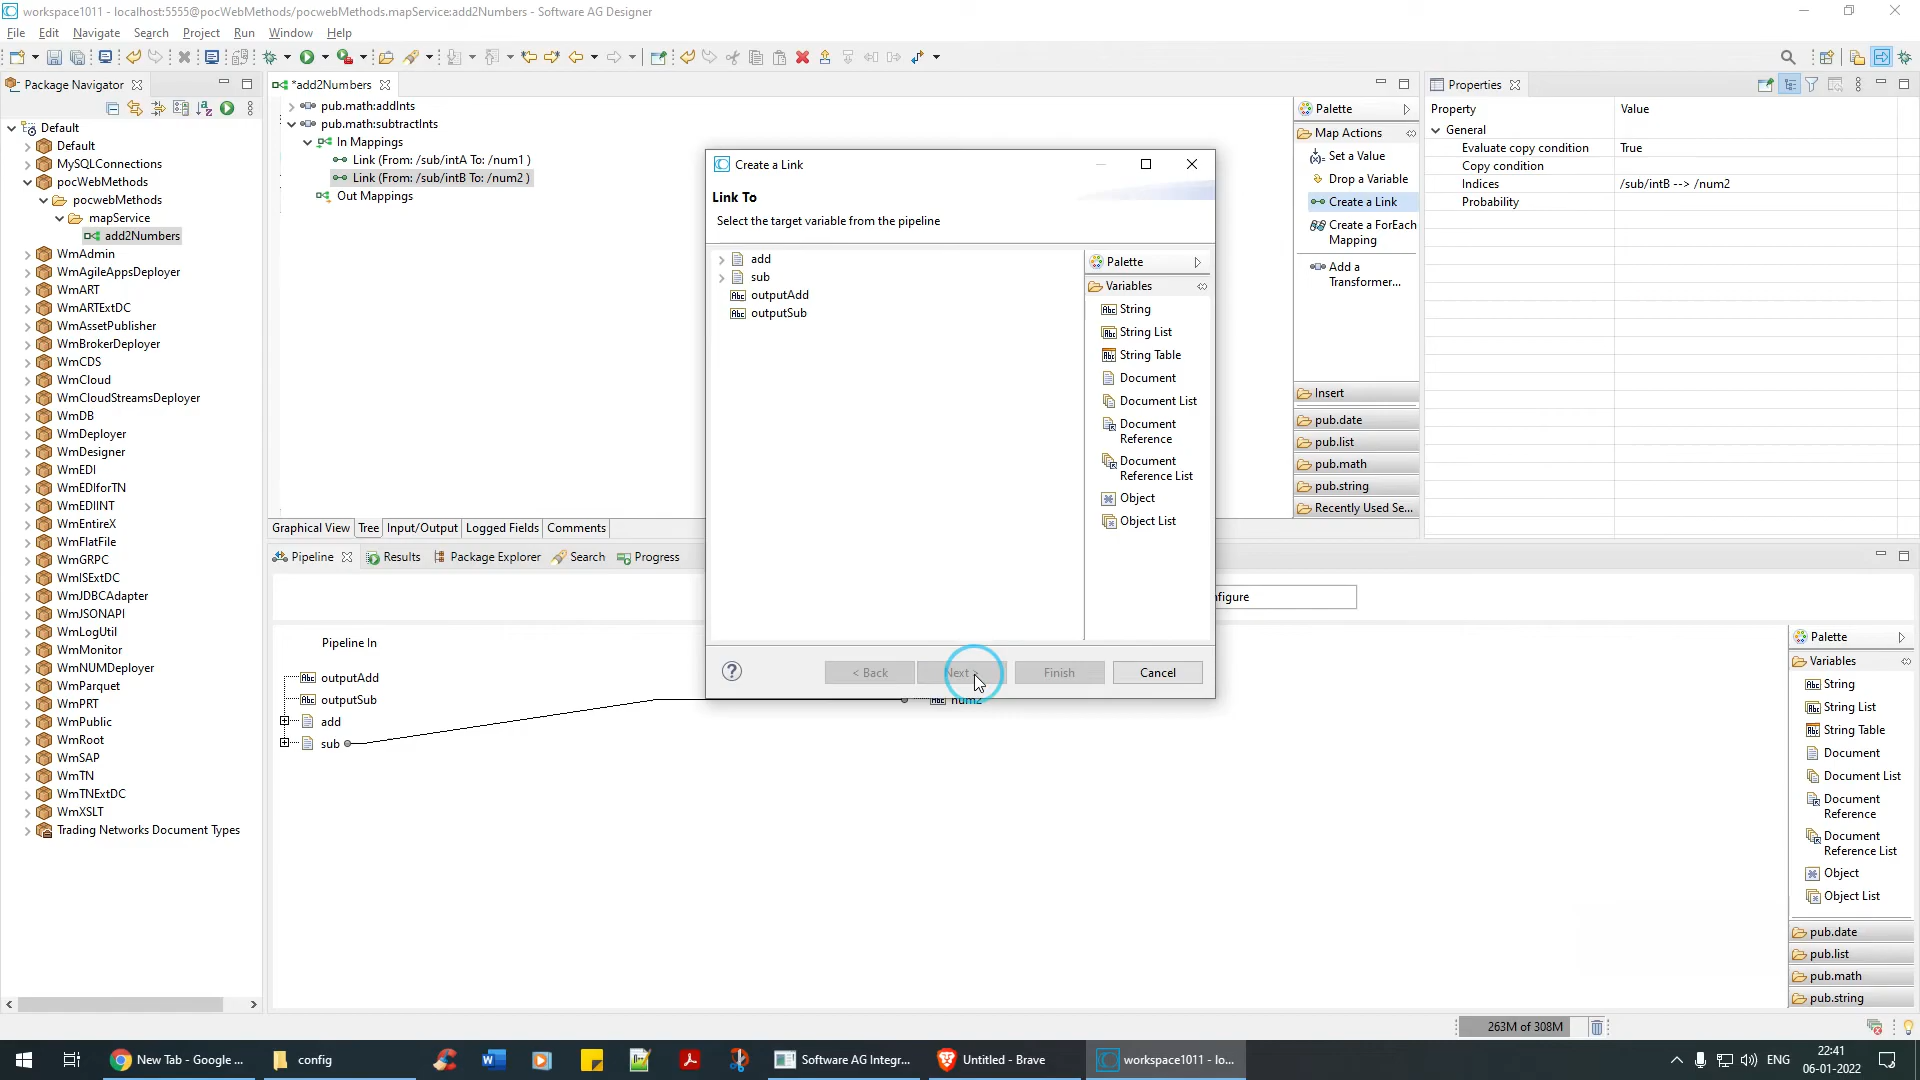 workspace1011 - localhost:5555@pocWebMethods/pocwebMethods.mapService:add2Numbers - Software AG Designer
File Edit Navigate Search Project Run Window Help
Package Navigator
Default
Default
MySQLConnections
pocWebMethods
pocwebMethods
mapService
add2Numbers
WmAdmin
WmAgileAppsDeployer
WmART
WmARTExtDC
WmAssetPublisher
WmBrokerDeployer
WmCDS
WmCloud
WmCloudStreamsDeployer
WmDB
WmDeployer
WmDesigner
WmEDI
WmEDIforTN
WmEDIINT
WmEntireX
WmFlatFile
WmGRPC
WmISExtDC
WmJDBCAdapter
WmJSONAPI
WmLogUtil
WmMonitor
WmNUMDeployer
WmParquet
WmPRT
WmPublic
WmRoot
WmSAP
WmTN
WmTNExtDC
WmXSLT
Trading Networks Document Types
*add2Numbers
pub.math:addInts
pub.math:subtractInts
In Mappings
Link (From: /sub/intA To: /num1 )
Link (From: /sub/intB To: /num2 )
Out Mappings
Graphical View Tree Input/Output Logged Fields Comments
Palette
Map Actions
Set a Value
Drop a Variable
Create a Link
Create a ForEach
Mapping
Add a
Transformer...
Insert
pub.date
pub.list
pub.math
pub.string
Recently Used Se...
Properties
Property Value
General
Evaluate copy condition True
Copy condition
Indices /sub/intB --> /num2
Probability
Create a Link
Link To
Select the target variable from the pipeline
add
sub
outputAdd
outputSub
Palette
Variables
String
String List
String Table
Document
Document List
Document
Reference
Document
Reference List
Object
Object List
< Back Next > Finish Cancel
Pipeline Results Package Explorer Search Progress
nfigure
Pipeline In
outputAdd
outputSub
add
sub
num2
Palette
Variables
String
String List
String Table
Document
Document List
Document
Reference
Document
Reference List
Object
Object List
pub.date
pub.list
pub.math
pub.string
263M of 308M
New Tab - Google ...
config
Software AG Integr...
Untitled - Brave
workspace1011 - lo...
ENG
22:41
06-01-2022